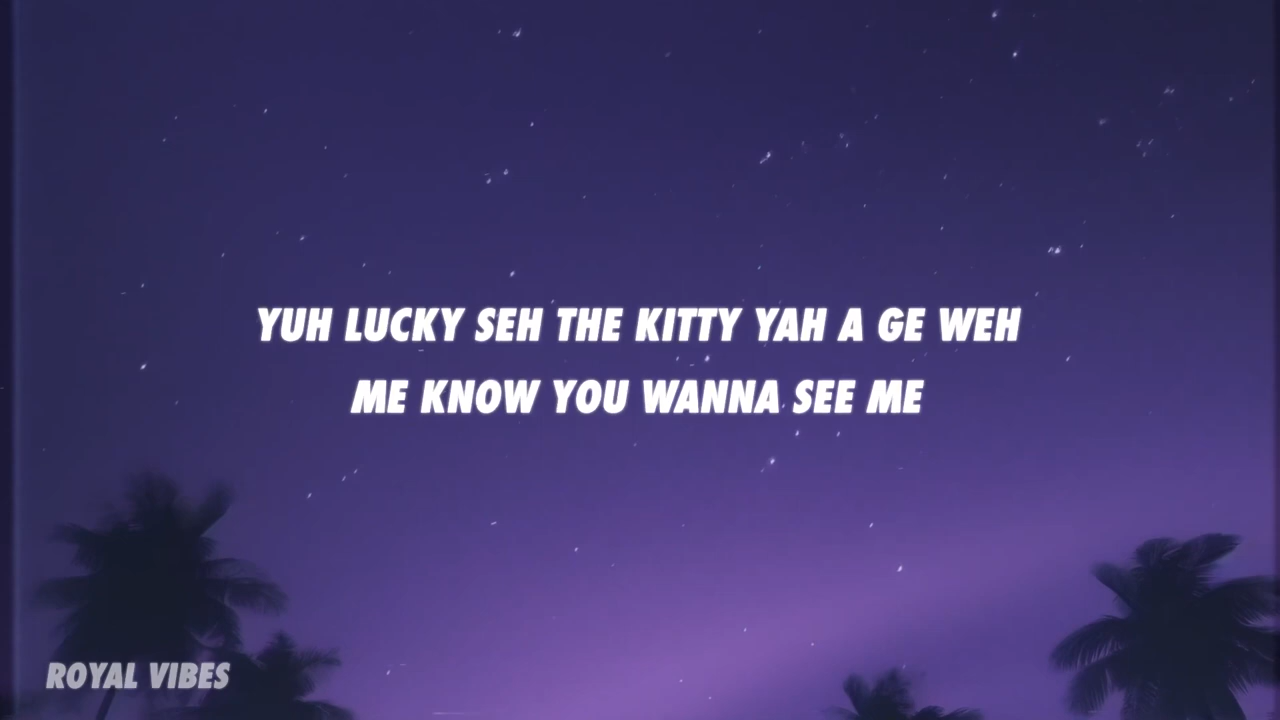 YUH LUCKY SEH THE KITTY YAH A GE WEH
ME KNOW YOU WANNA SEE ME
ROYAL VIBES